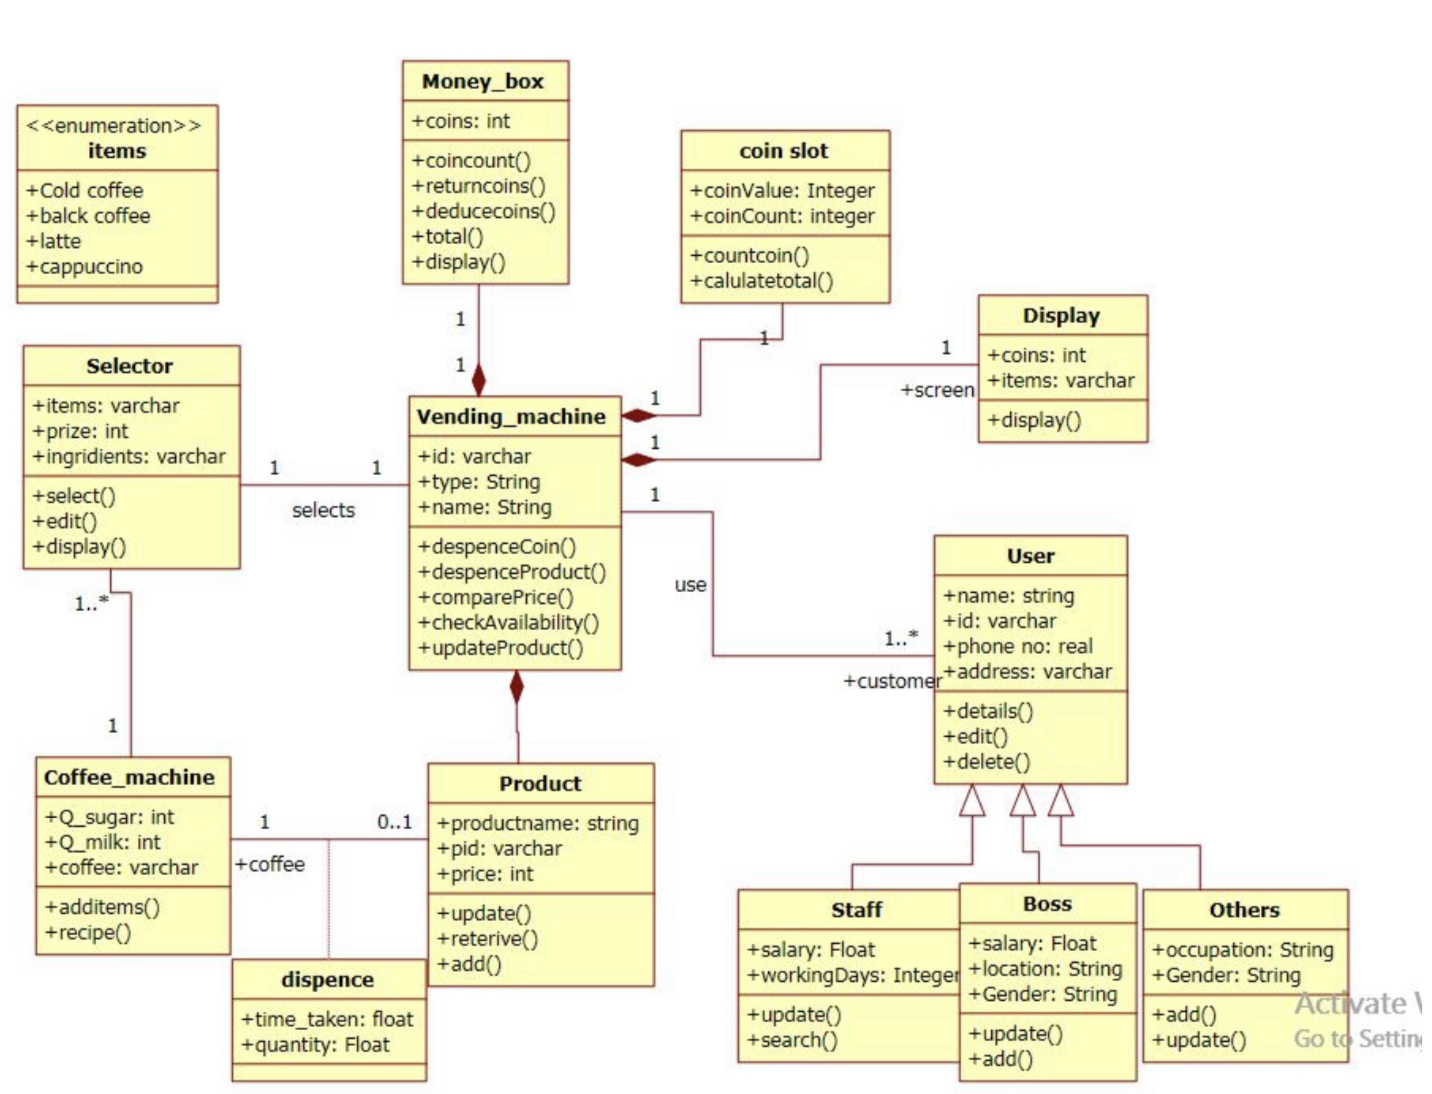 <<enumeration>>
items
+Cold coffee
+balck coffee
+latte
+cappuccino
Money_box
+coins: int
+coincount()
+returncoins()
+deducecoins()
+total()
+display()
coin slot
+coinValue: Integer
+coinCount: integer
+countcoin()
+calulatetotal()
Display
+coins: int
+items: varchar
+display()
1
1
1
1
1
+screen
1
Selector
+items: varchar
+prize: int
+ingridients: varchar
+select()
+edit()
+display()
1
1
selects
Vending_machine
+id: varchar
+type: String
+name: String
+despenceCoin()
+despenceProduct()
+comparePrice()
+checkAvailability()
+updateProduct()
1
use
1..*
+customer
User
+name: string
+id: varchar
+phone no: real
+address: varchar
+details()
+edit()
+delete()
1..*
1
Coffee_machine
+Q_sugar: int
+Q_milk: int
+coffee: varchar
+additems()
+recipe()
1
0..1
+coffee
Product
+productname: string
+pid: varchar
+price: int
+update()
+reterive()
+add()
dispence
+time_taken: float
+quantity: Float
Staff
+salary: Float
+workingDays: Integer
+update()
+search()
Boss
+salary: Float
+location: String
+Gender: String
+update()
+add()
Others
+occupation: String
+Gender: String
+add()
+update()
Activate
Go to Setting